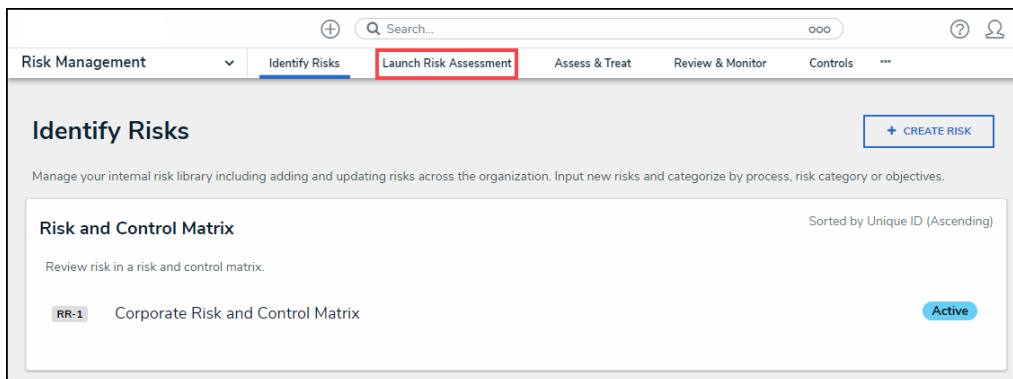 Search...
Risk Management Identify Risks Launch Risk Assessment Assess & Treat Review & Monitor Controls ...
Identify Risks
+ CREATE RISK
Manage your internal risk library including adding and updating risks across the organization. Input new risks and categorize by process, risk category or objectives.
Risk and Control Matrix Sorted by Unique ID (Ascending)
Review risk in a risk and control matrix.
RR-1 Corporate Risk and Control Matrix Active